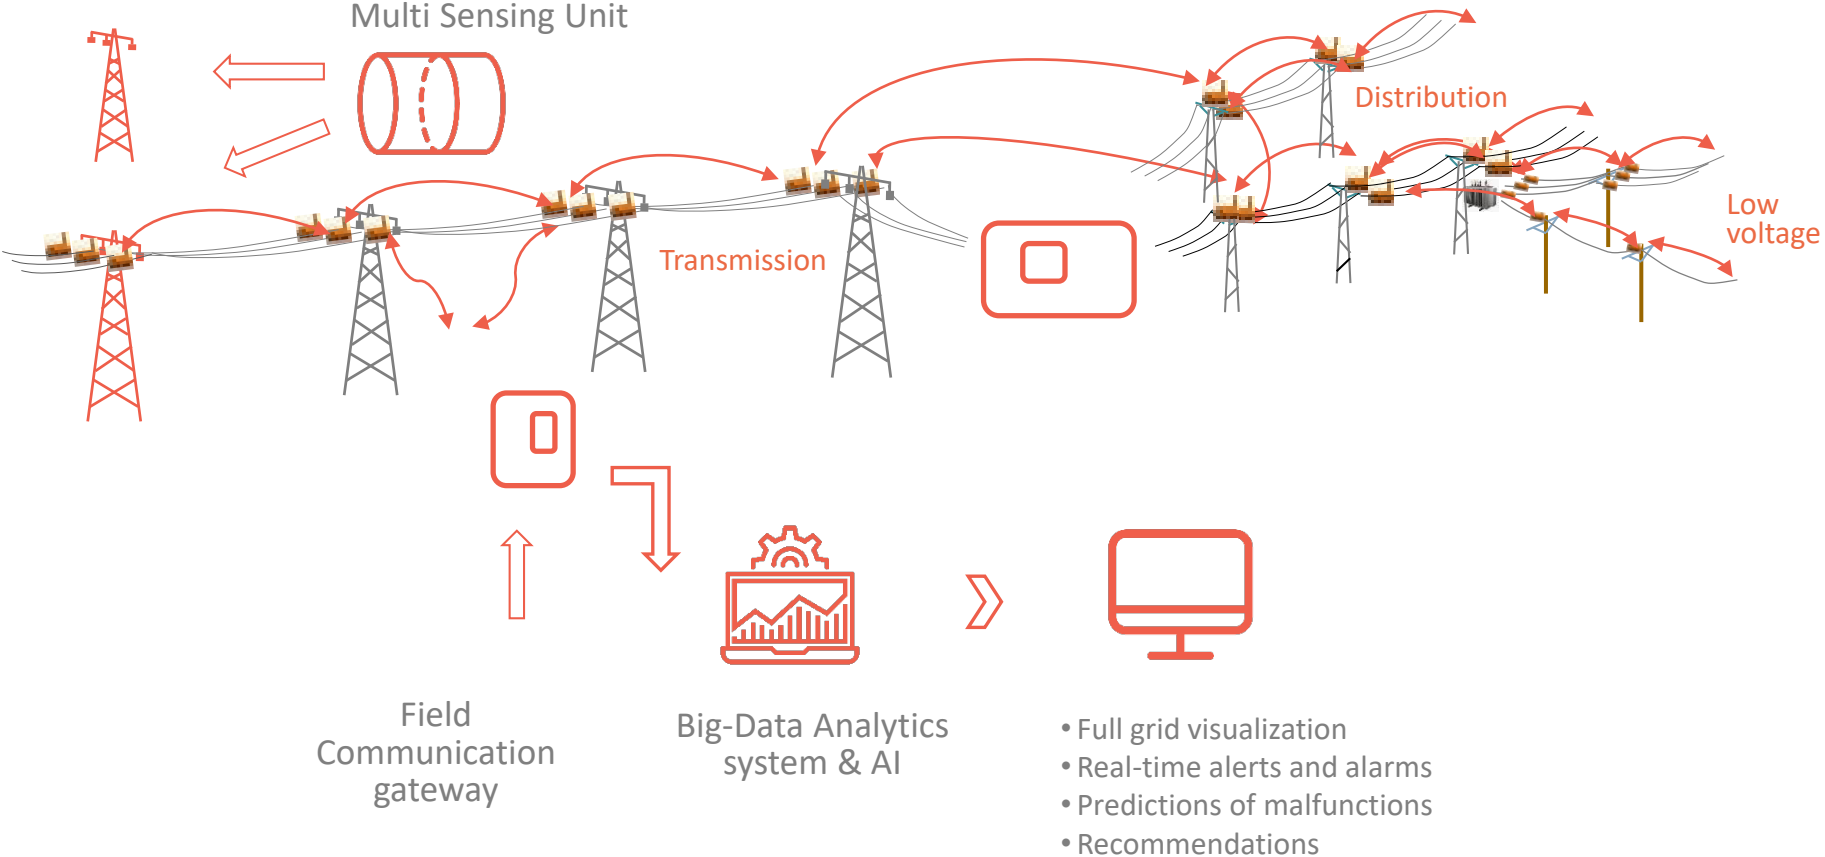 Multi Sensing Unit
Distribution
Low
voltage
Transmission
Field
Communication
gateway
Big-Data Analytics
system & AI
• Full grid visualization
• Real-time alerts and alarms
• Predictions of malfunctions
• Recommendations